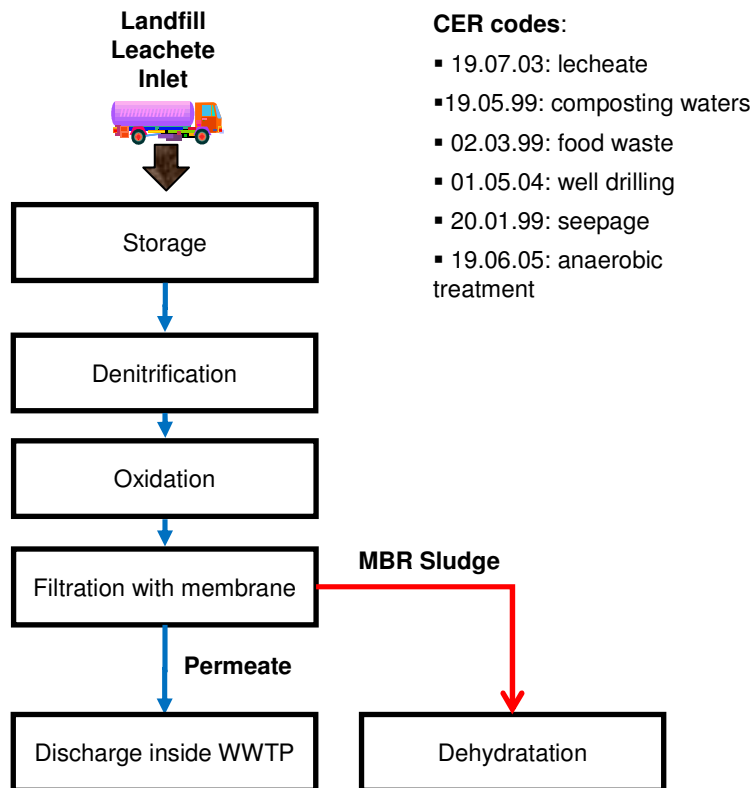 Landfill
Leachete
Inlet
CER codes:
▪ 19.07.03: lecheate
▪19.05.99: composting waters
▪ 02.03.99: food waste
▪ 01.05.04: well drilling
▪ 20.01.99: seepage
▪ 19.06.05: anaerobic
treatment
Storage
Denitrification
Oxidation
Filtration with membrane
MBR Sludge
Permeate
Discharge inside WWTP
Dehydratation